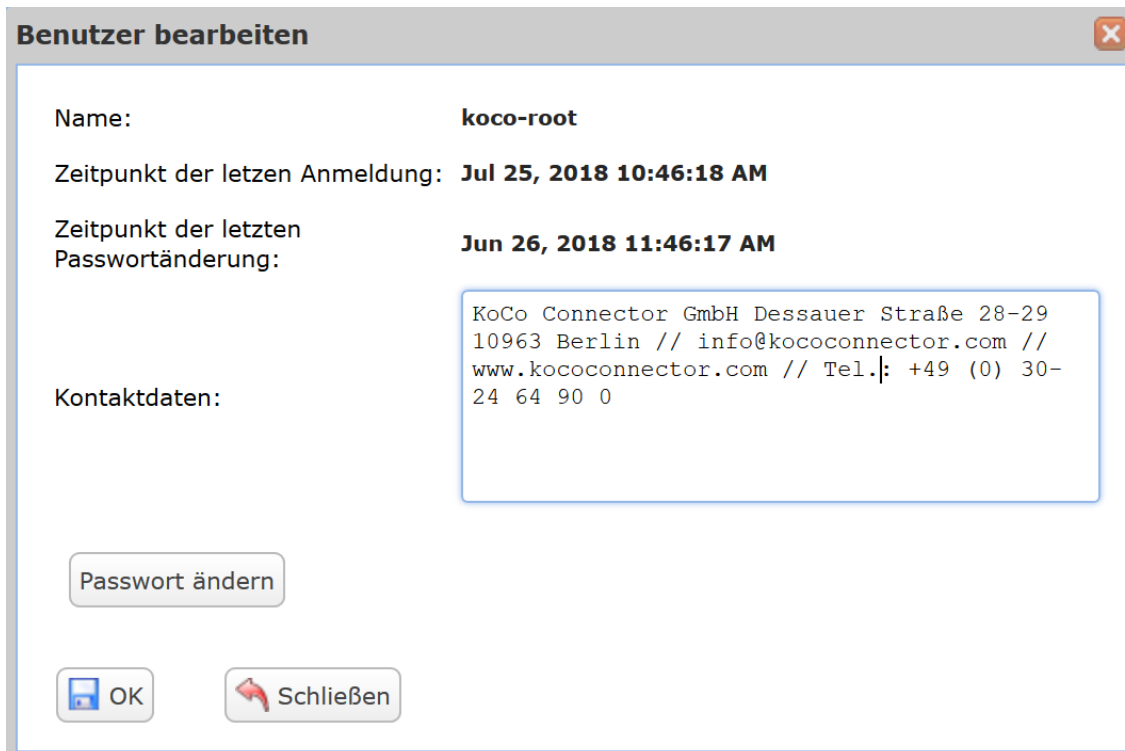 Benutzer bearbeiten
Name: koco-root
Zeitpunkt der letzen Anmeldung: Jul 25, 2018 10:46:18 AM
Zeitpunkt der letzten
Passwortänderung: Jun 26, 2018 11:46:17 AM
Kontaktdaten:
KoCo Connector GmbH Dessauer Straße 28-29
10963 Berlin // info@kococonnector.com //
www.kococonnector.com // Tel.: +49 (0) 30-
24 64 90 0
Passwort ändern
OK Schließen